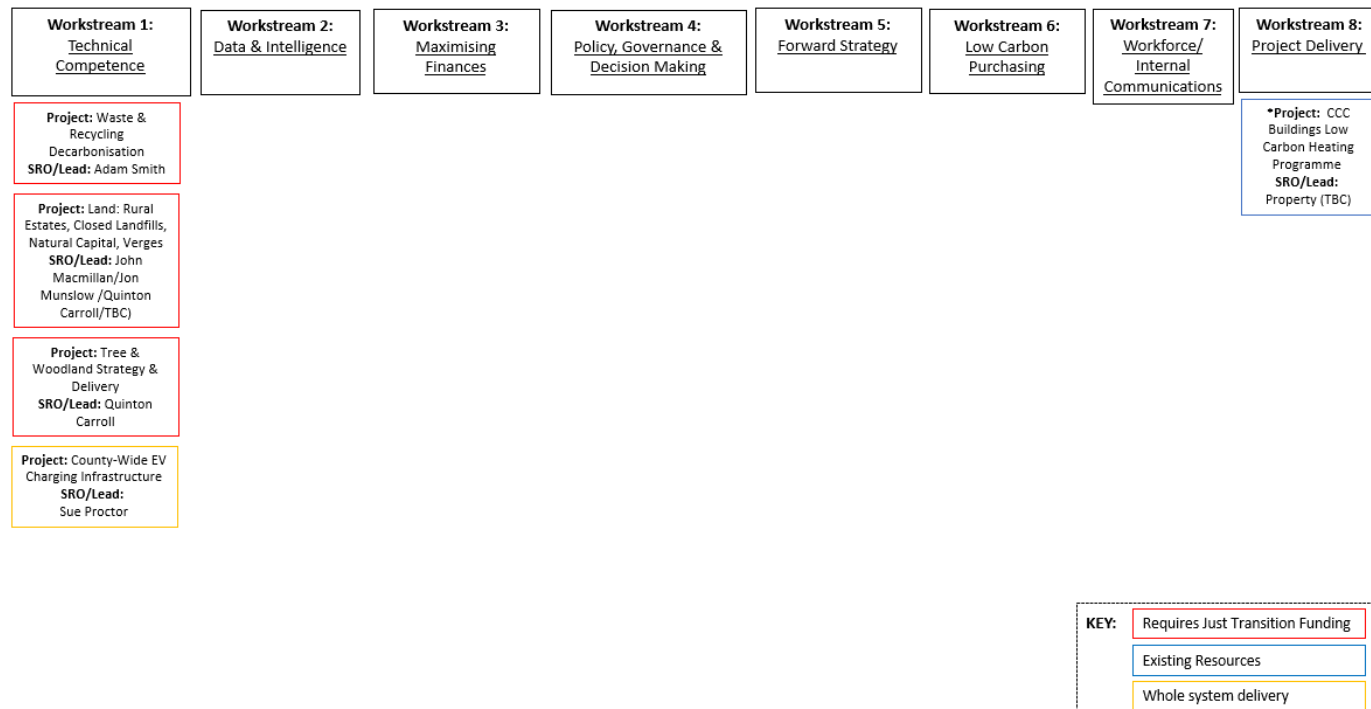 Workstream 1:
Technical
Competence
Workstream 2:
Data & Intelligence
Workstream 3:
Maximising
Finances
Workstream 4:
Policy, Governance &
Decision Making
Workstream 5:
Forward Strategy
Workstream 6:
Low Carbon
Purchasing
Workstream 7:
Workforce/
Internal
Communications
Workstream 8:
Project Delivery
Project: Waste &
Recycling
Decarbonisation
SRO/Lead: Adam Smith
Project: Land: Rural
Estates, Closed Landfills,
Natural Capital, Verges
SRO/Lead: John
Macmillan/Jon
Munslow /Quinton
Carroll/TBC)
Project: Tree &
Woodland Strategy &
Delivery
SRO/Lead: Quinton
Carroll
Project: County-Wide EV
Charging Infrastructure
SRO/Lead:
Sue Proctor
*Project: CCC
Buildings Low
Carbon Heating
Programme
SRO/Lead:
Property (TBC)
KEY:
Requires Just Transition Funding
Existing Resources
Whole system delivery